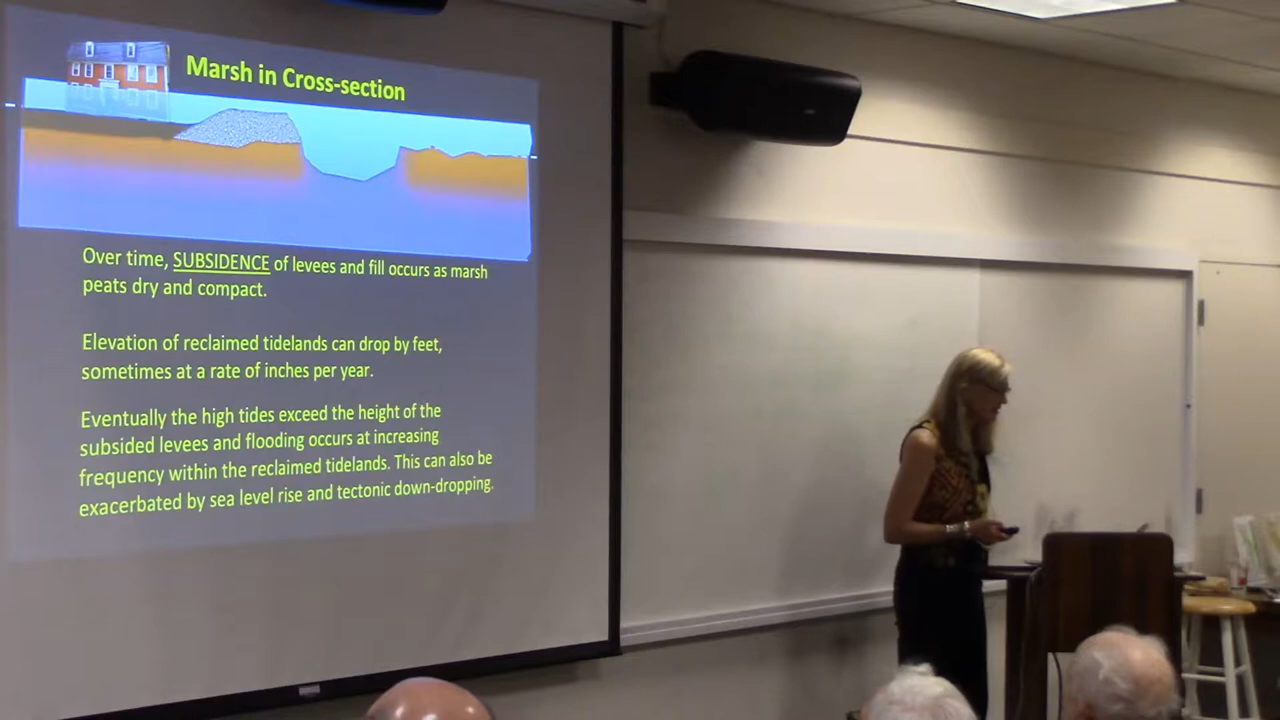 Marsh in Cross-section
Over time, SUBSIDENCE of levees and fill occurs as marsh
peats dry and compact.
Elevation of reclaimed tidelands can drop by feet,
sometimes at a rate of inches per year.
Eventually the high tides exceed the height of the
subsided levees and flooding occurs at increasing
frequency within the reclaimed tidelands. This can also be
exacerbated by sea level rise and tectonic down-dropping.